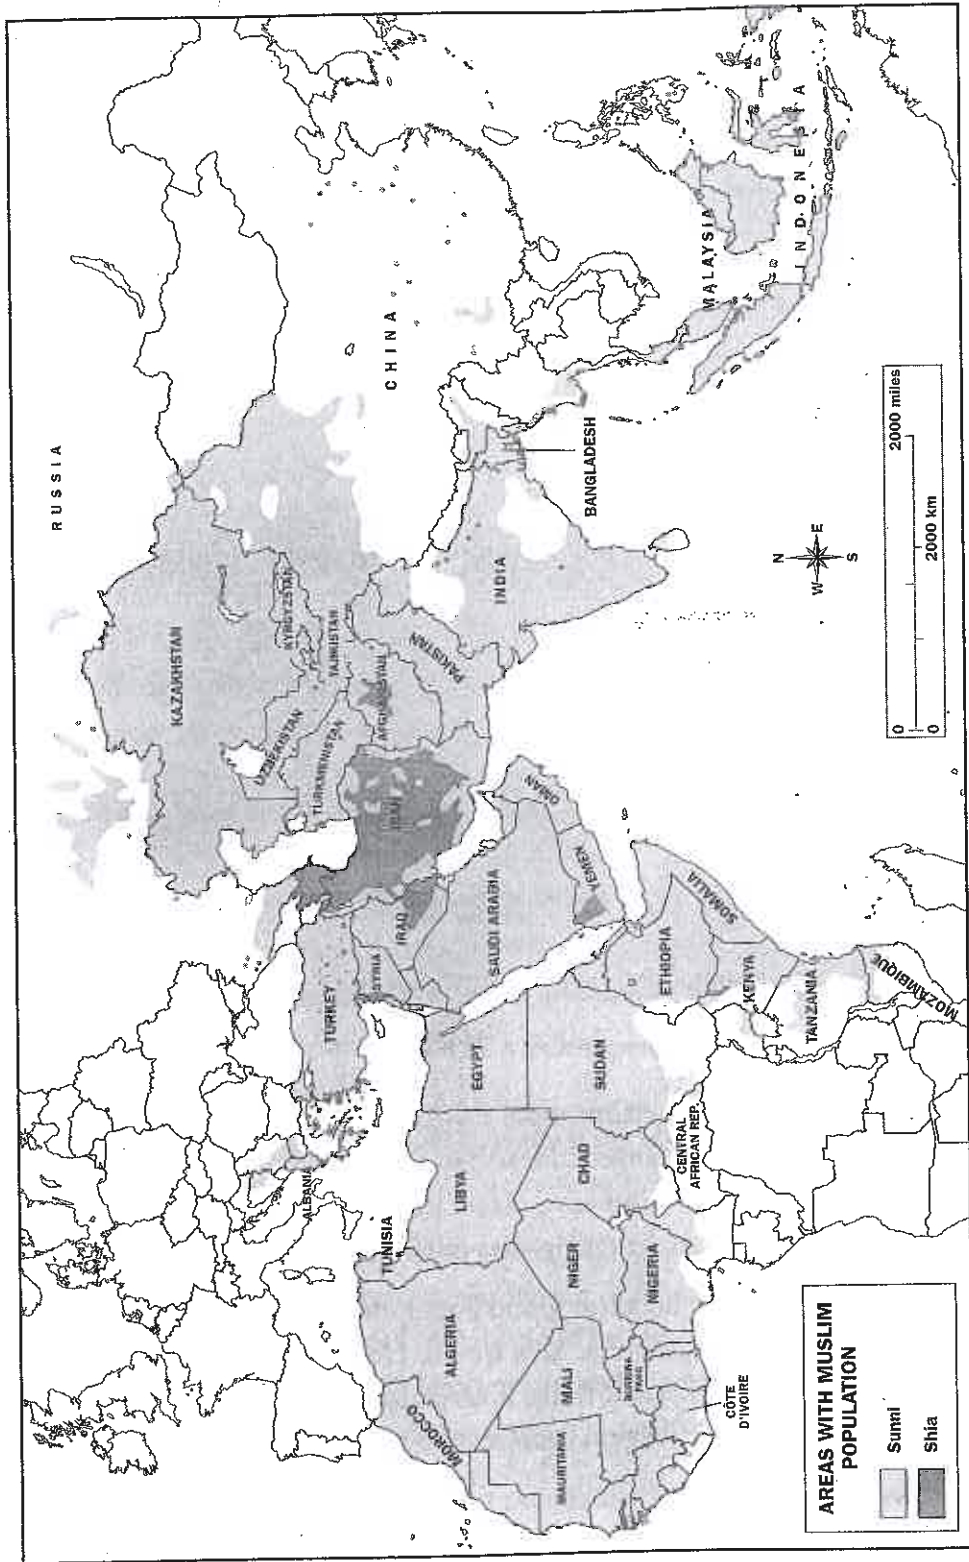 RUSSIA
KAZAKHSTAN
CHINA
UZBEKISTAN
KYRGYZSTAN
TURKMENISTAN
TAJIKISTAN
TURKEY
ALBANIA
SYRIA
IRAQ
IRAN
AFGHANISTAN
PAKISTAN
INDIA
BANGLADESH
TUNISIA
MOROCCO
ALGERIA
LIBYA
EGYPT
SAUDI ARABIA
OMAN
YEMEN
MAURITANIA
MALI
NIGER
CHAD
SUDAN
BURKINA
FASO
NIGERIA
CENTRAL
AFRICAN REP.
ETHIOPIA
SOMALIA
KENYA
TANZANIA
MOZAMBIQUE
CÔTE
D'IVOIRE
MALAYSIA
INDONESIA
N
W
E
S
0
2000 miles
0
2000 km
AREAS WITH MUSLIM
POPULATION
Sunni
Shia